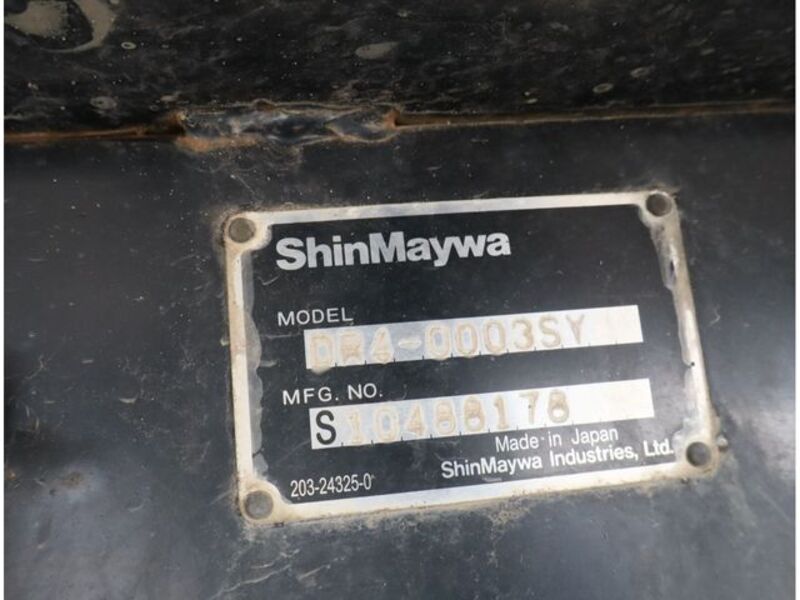 ShinMaywa
MODEL
DR4-0003SY
MFG. NO.
S10488178
Made in Japan
ShinMaywa Industries, Ltd.
203-24325-0